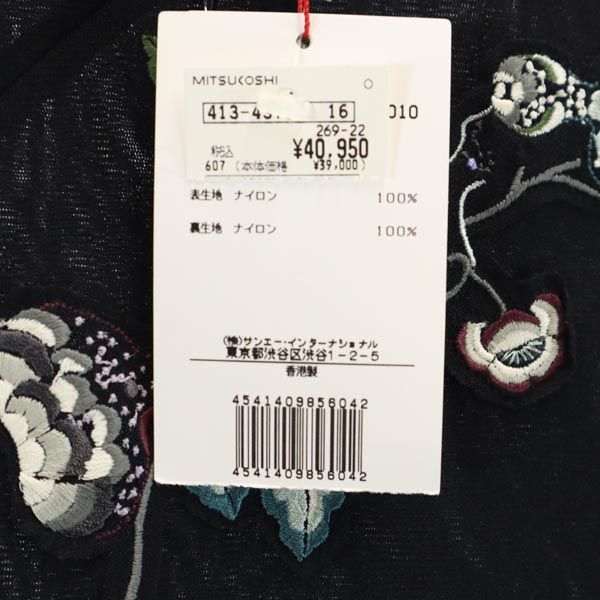 MITSUKOSHI
413-43 16 010
269-22
税込 ¥40,950
607 (本体価格 ¥39,000)
表生地 ナイロン 100%
裏生地 ナイロン 100%
(株)サンエー・インターナショナル
東京都渋谷区渋谷1-2-5
香港製
4541409856042
4541409856042